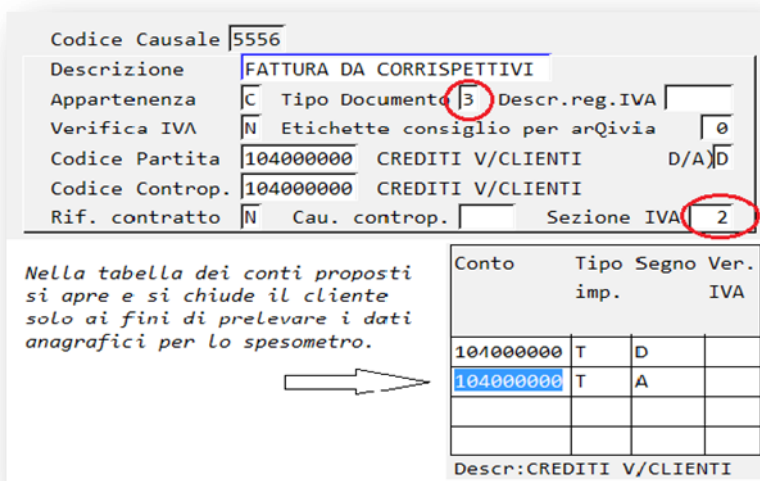 Codice Causale 5556
Descrizione FATTURA DA CORRISPETTIVI
Appartenenza C Tipo Documento 3 Descr.reg.IVA
Verifica IVA N Etichette consiglio per arQivia 0
Codice Partita 104000000 CREDITI V/CLIENTI D/A)D
Codice Controp. 104000000 CREDITI V/CLIENTI
Rif. contratto N Cau. controp. Sezione IVA 2
Nella tabella dei conti proposti
si apre e si chiude il cliente
solo ai fini di prelevare i dati
anagrafici per lo spesometro.
Conto Tipo Segno Ver.
imp. IVA
104000000 T D
104000000 T A
Descr:CREDITI V/CLIENTI